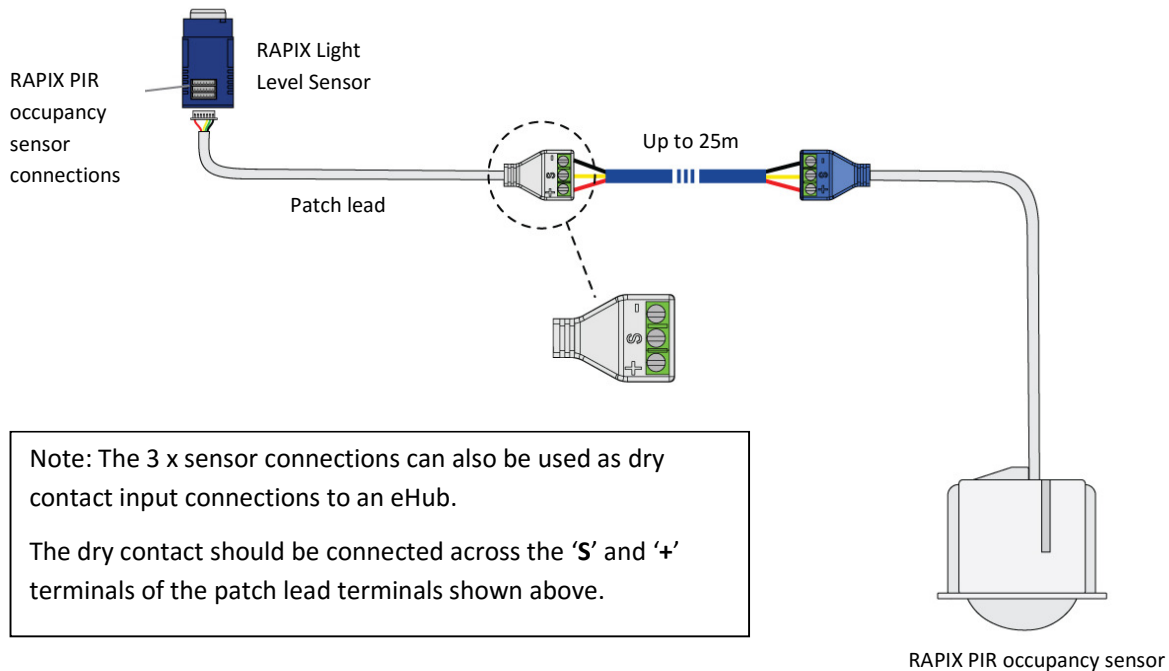 RAPIX Light
Level Sensor
RAPIX PIR
occupancy
sensor
connections
Patch lead
- S +
Up to 25m
- S +
- S +
Note: The 3 x sensor connections can also be used as dry
contact input connections to an eHub.
The dry contact should be connected across the ‘S’ and ‘+’
terminals of the patch lead terminals shown above.
RAPIX PIR occupancy sensor